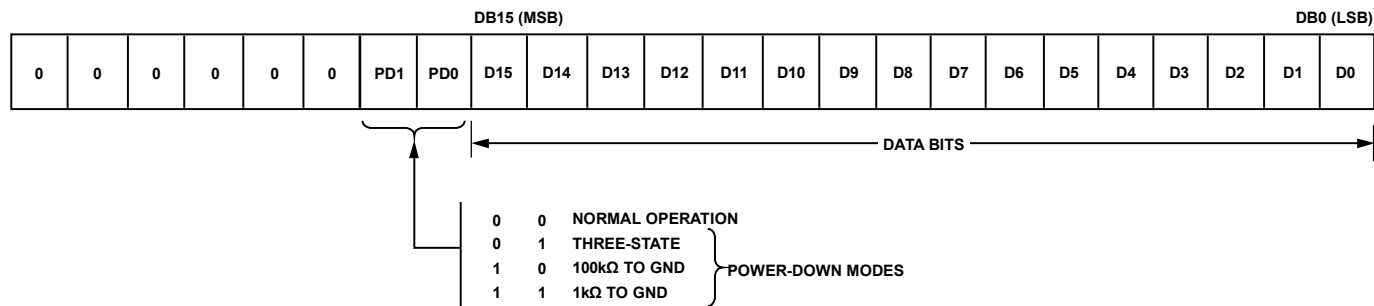 DB15 (MSB) DB0 (LSB)
0 0 0 0 0 0 PD1 PD0 D15 D14 D13 D12 D11 D10 D9 D8 D7 D6 D5 D4 D3 D2 D1 D0
DATA BITS
0 0 NORMAL OPERATION
0 1 THREE-STATE
1 0 100kΩ TO GND
POWER-DOWN MODES
1 1 1kΩ TO GND